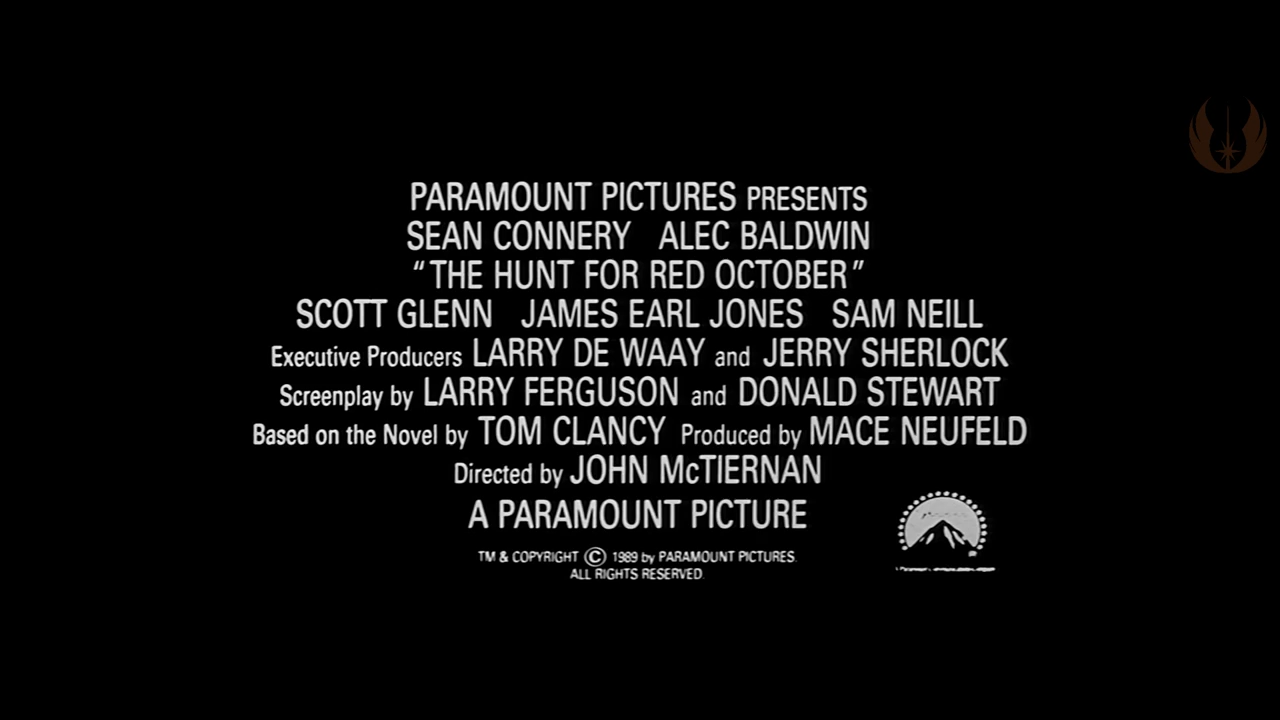 PARAMOUNT PICTURES PRESENTS
SEAN CONNERY ALEC BALDWIN
“THE HUNT FOR RED OCTOBER”
SCOTT GLENN JAMES EARL JONES SAM NEILL
Executive Producers LARRY DE WAAY and JERRY SHERLOCK
Screenplay by LARRY FERGUSON and DONALD STEWART
Based on the Novel by TOM CLANCY Produced by MACE NEUFELD
Directed by JOHN McTIERNAN
A PARAMOUNT PICTURE
TM & COPYRIGHT © 1989 by PARAMOUNT PICTURES.
ALL RIGHTS RESERVED.